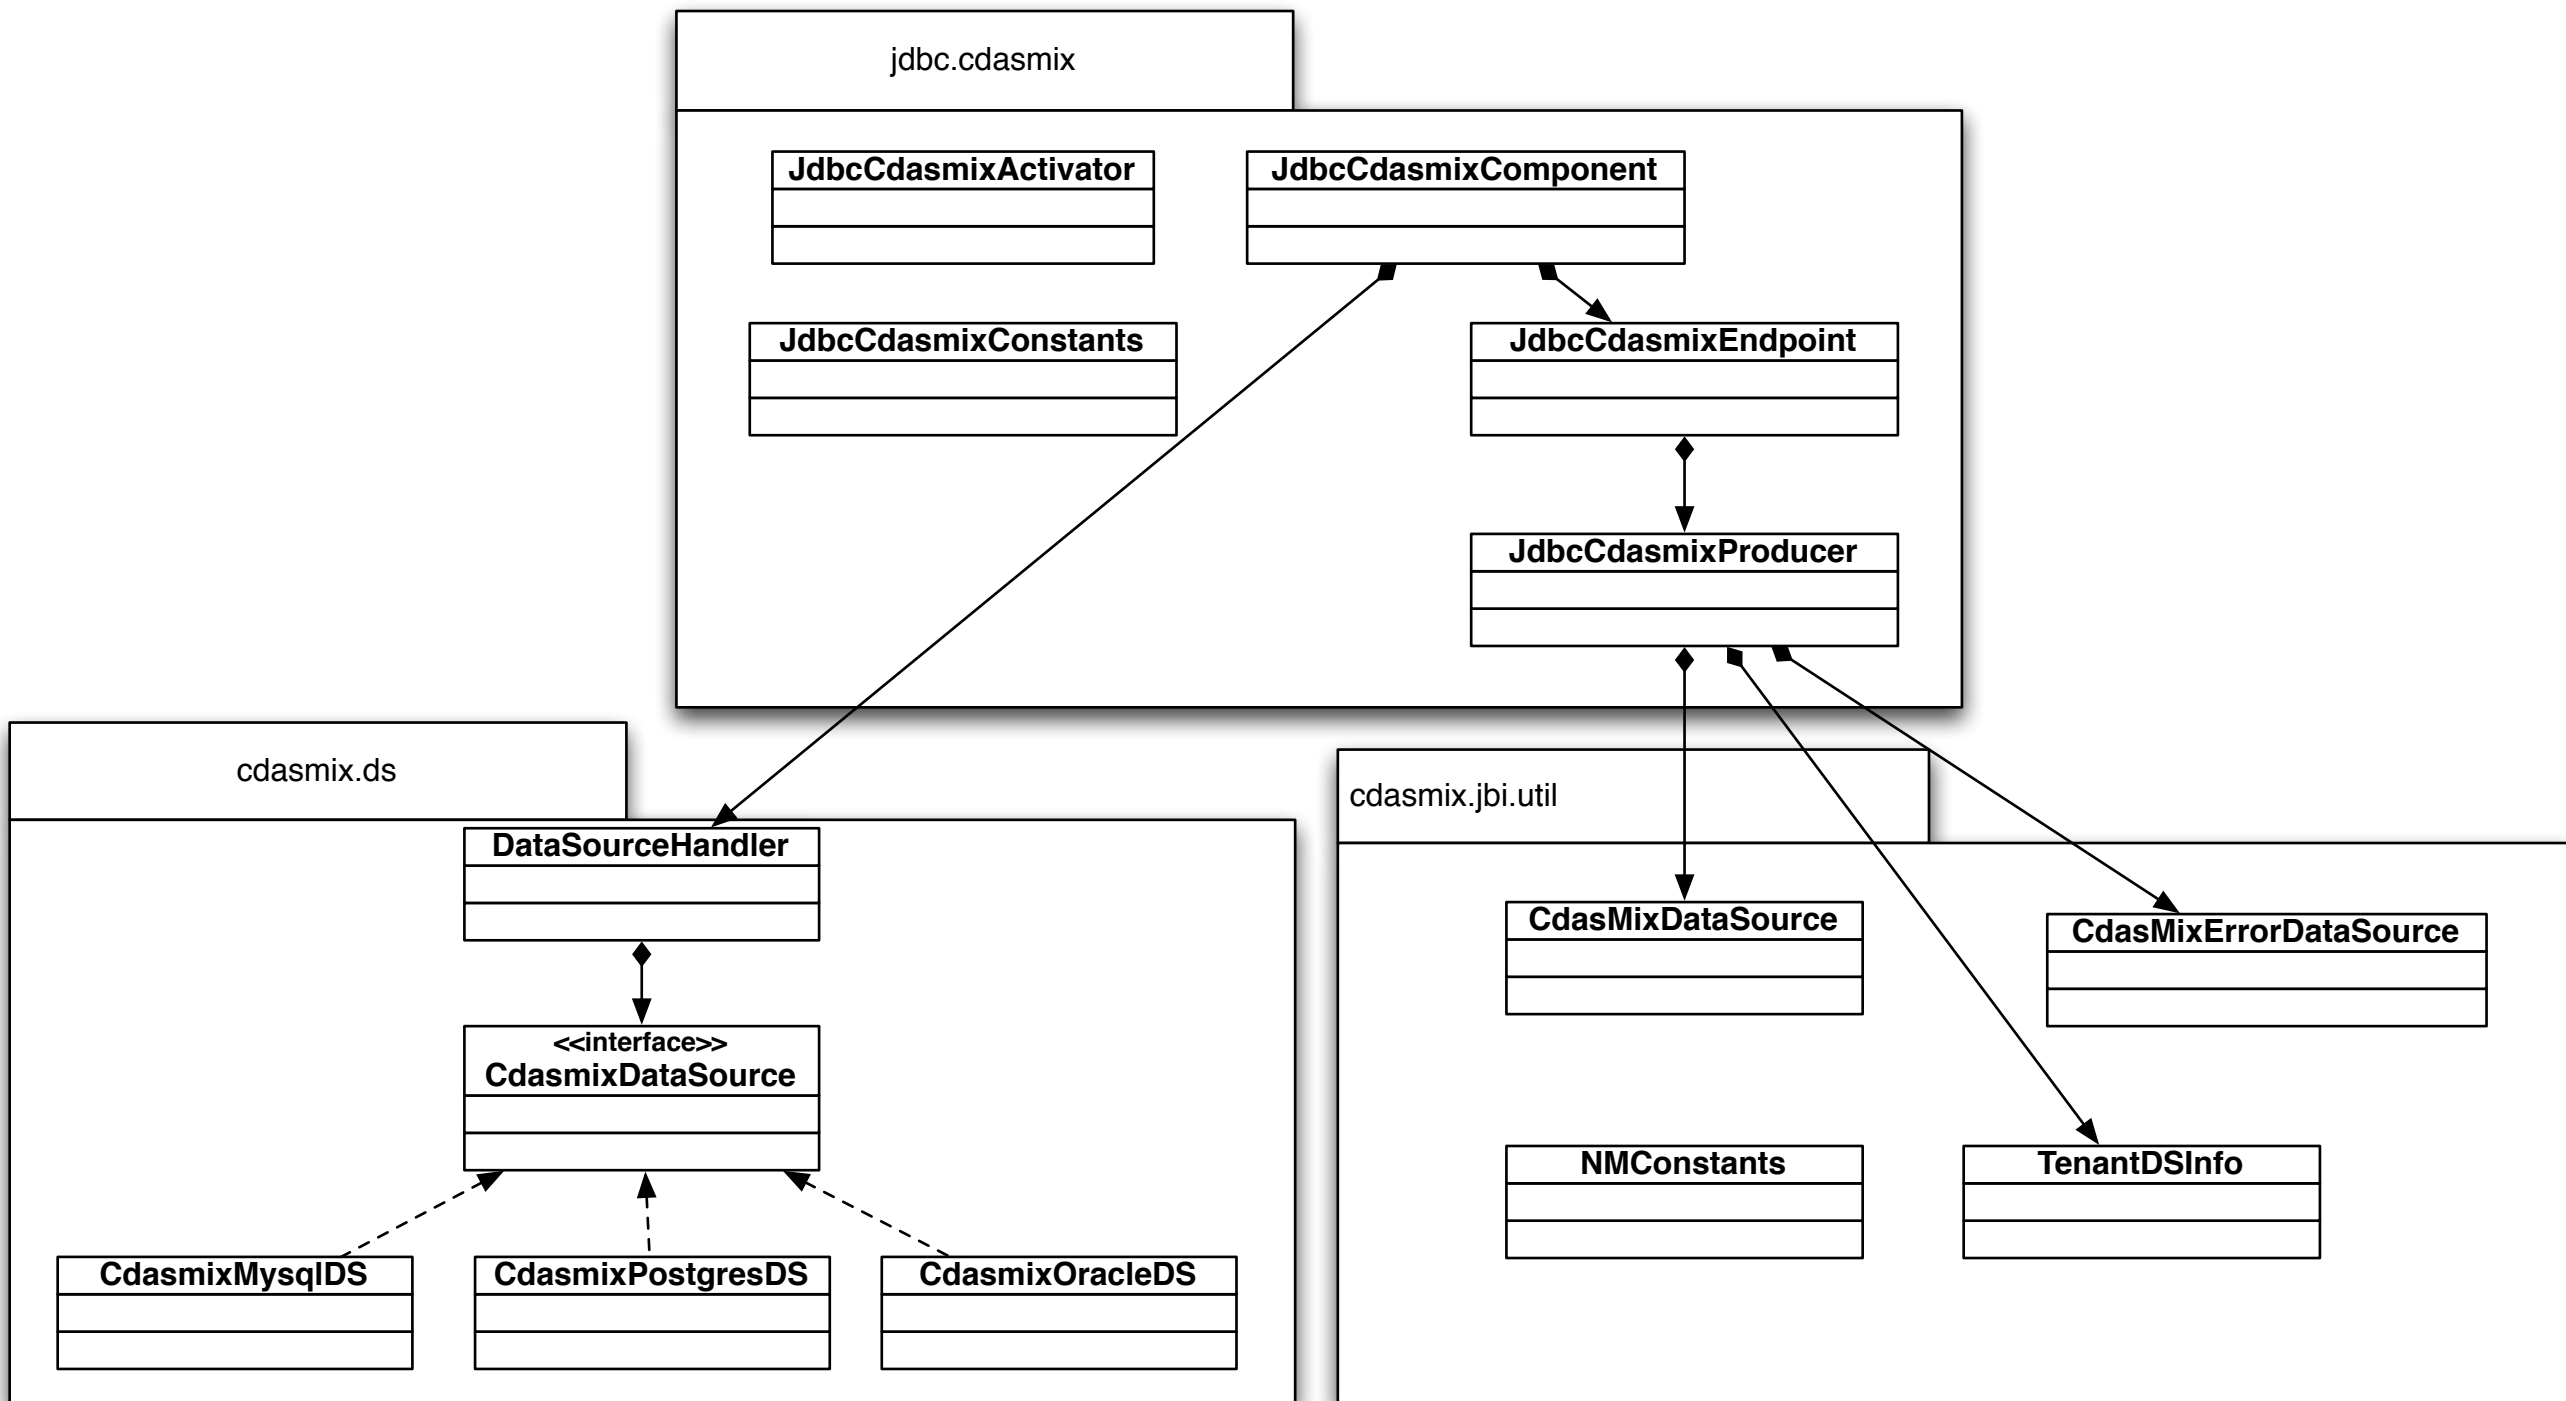 jdbc.cdasmix
JdbcCdasmixActivator
JdbcCdasmixComponent
JdbcCdasmixConstants
JdbcCdasmixEndpoint
JdbcCdasmixProducer
cdasmix.ds
cdasmix.jbi.util
DataSourceHandler
CdasMixDataSource
CdasMixErrorDataSource
<<interface>>
CdasmixDataSource
NMConstants
TenantDSInfo
CdasmixMysqlDS
CdasmixPostgresDS
CdasmixOracleDS